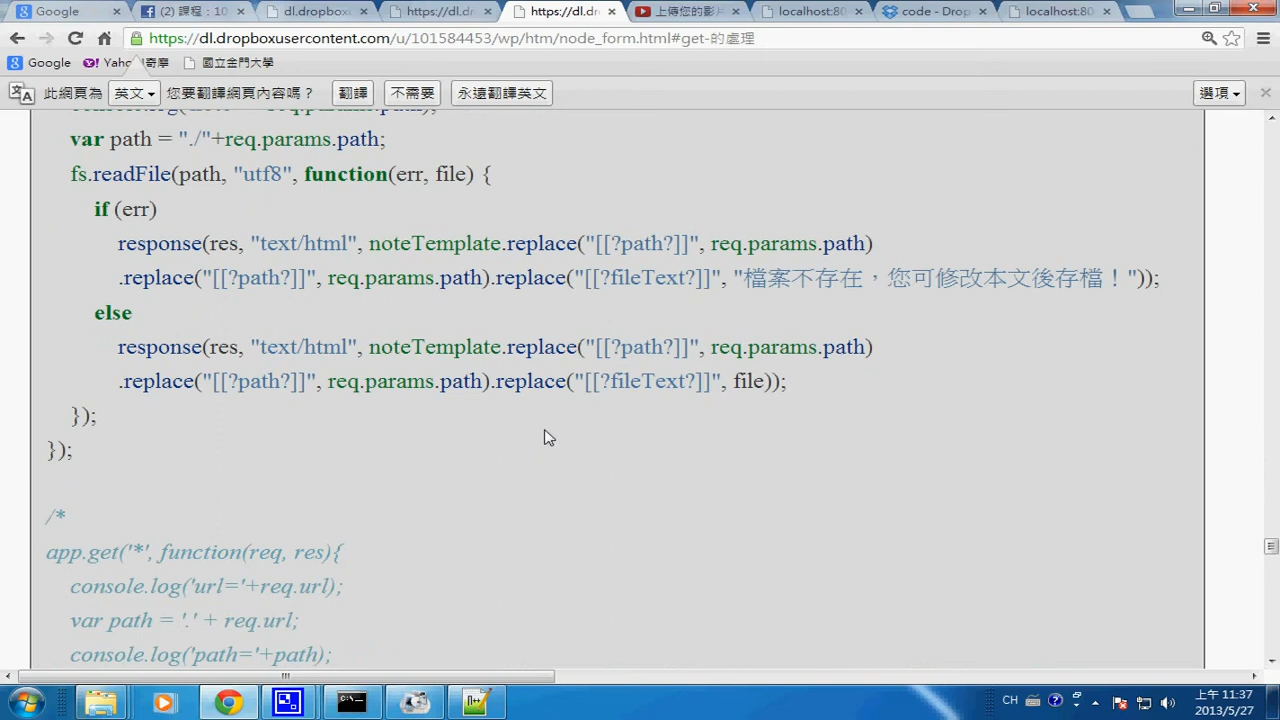 Google
(2) 課程：10
dl.dropbox
https://dl.d
https://dl.dr
上傳您的影片
localhost:80
code - Drop
localhost:80
https://dl.dropboxusercontent.com/u/101584453/wp/htm/node_form.html#get-的處理
Google
Yahoo!奇摩
國立金門大學
此網頁為 英文 您要翻譯網頁內容嗎？ 翻譯 不需要 永遠翻譯英文 選項
var path = "./"+req.params.path;
fs.readFile(path, "utf8", function(err, file) {
if (err)
response(res, "text/html", noteTemplate.replace("[[?path?]]", req.params.path)
.replace("[[?path?]]", req.params.path).replace("[[?fileText?]]", "檔案不存在，您可修改本文後存檔！"));
else
response(res, "text/html", noteTemplate.replace("[[?path?]]", req.params.path)
.replace("[[?path?]]", req.params.path).replace("[[?fileText?]]", file));
});
});
/*
app.get('*', function(req, res){
console.log('url='+req.url);
var path = '.' + req.url;
console.log('path='+path);
CH
上午 11:37
2013/5/27